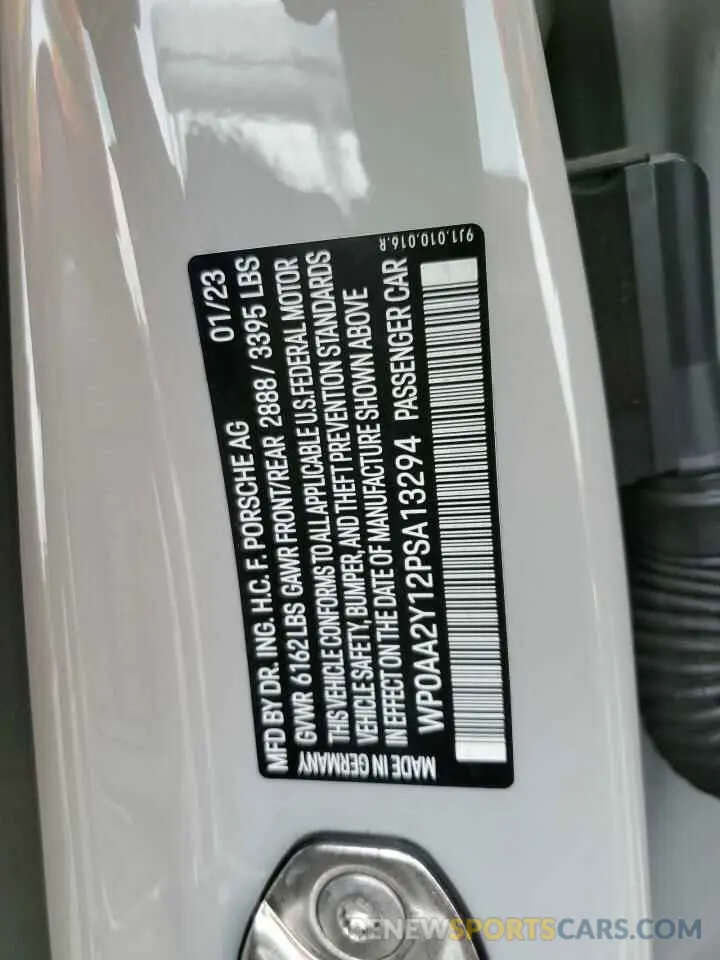 MFD BY DR. ING. H.C. F. PORSCHE AG 01/23
GVWR 6162 LBS GAWR FRONT/REAR 2888 / 3395 LBS
THIS VEHICLE CONFORMS TO ALL APPLICABLE U.S. FEDERAL MOTOR
VEHICLE SAFETY, BUMPER, AND THEFT PREVENTION STANDARDS
IN EFFECT ON THE DATE OF MANUFACTURE SHOWN ABOVE
WP0AA2Y12PSA13294 PASSENGER CAR
MADE IN GERMANY
9J1.010.016.R
RENEWSPORTSCARS.COM